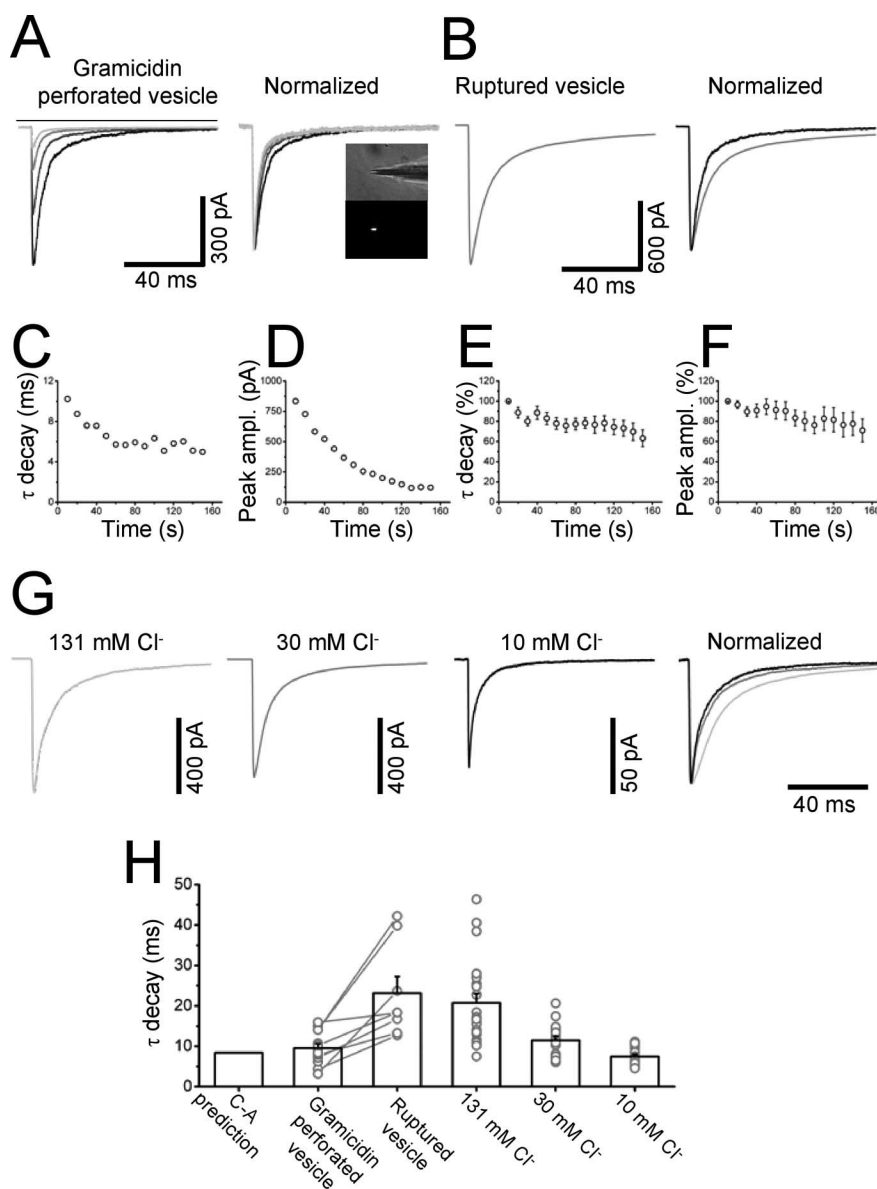 A
B
Gramicidin
perforated vesicle
Normalized
Ruptured vesicle
Normalized
300 pA
40 ms
600 pA
40 ms
C
D
E
F
τ decay (ms)
12
8
4
0
0 40 80 120 160
Time (s)
Peak ampl. (pA)
1000
750
500
250
0
0 40 80 120 160
Time (s)
τ decay (%)
120
100
80
60
40
20
0
0 40 80 120 160
Time (s)
Peak ampl. (%)
120
100
80
60
40
20
0
0 40 80 120 160
Time (s)
G
131 mM Cl⁻
30 mM Cl⁻
10 mM Cl⁻
Normalized
400 pA
400 pA
50 pA
40 ms
H
τ decay (ms)
50
40
30
20
10
0
C-A
prediction
Gramicidin
perforated
vesicle
Ruptured
vesicle
131 mM Cl⁻
30 mM Cl⁻
10 mM Cl⁻